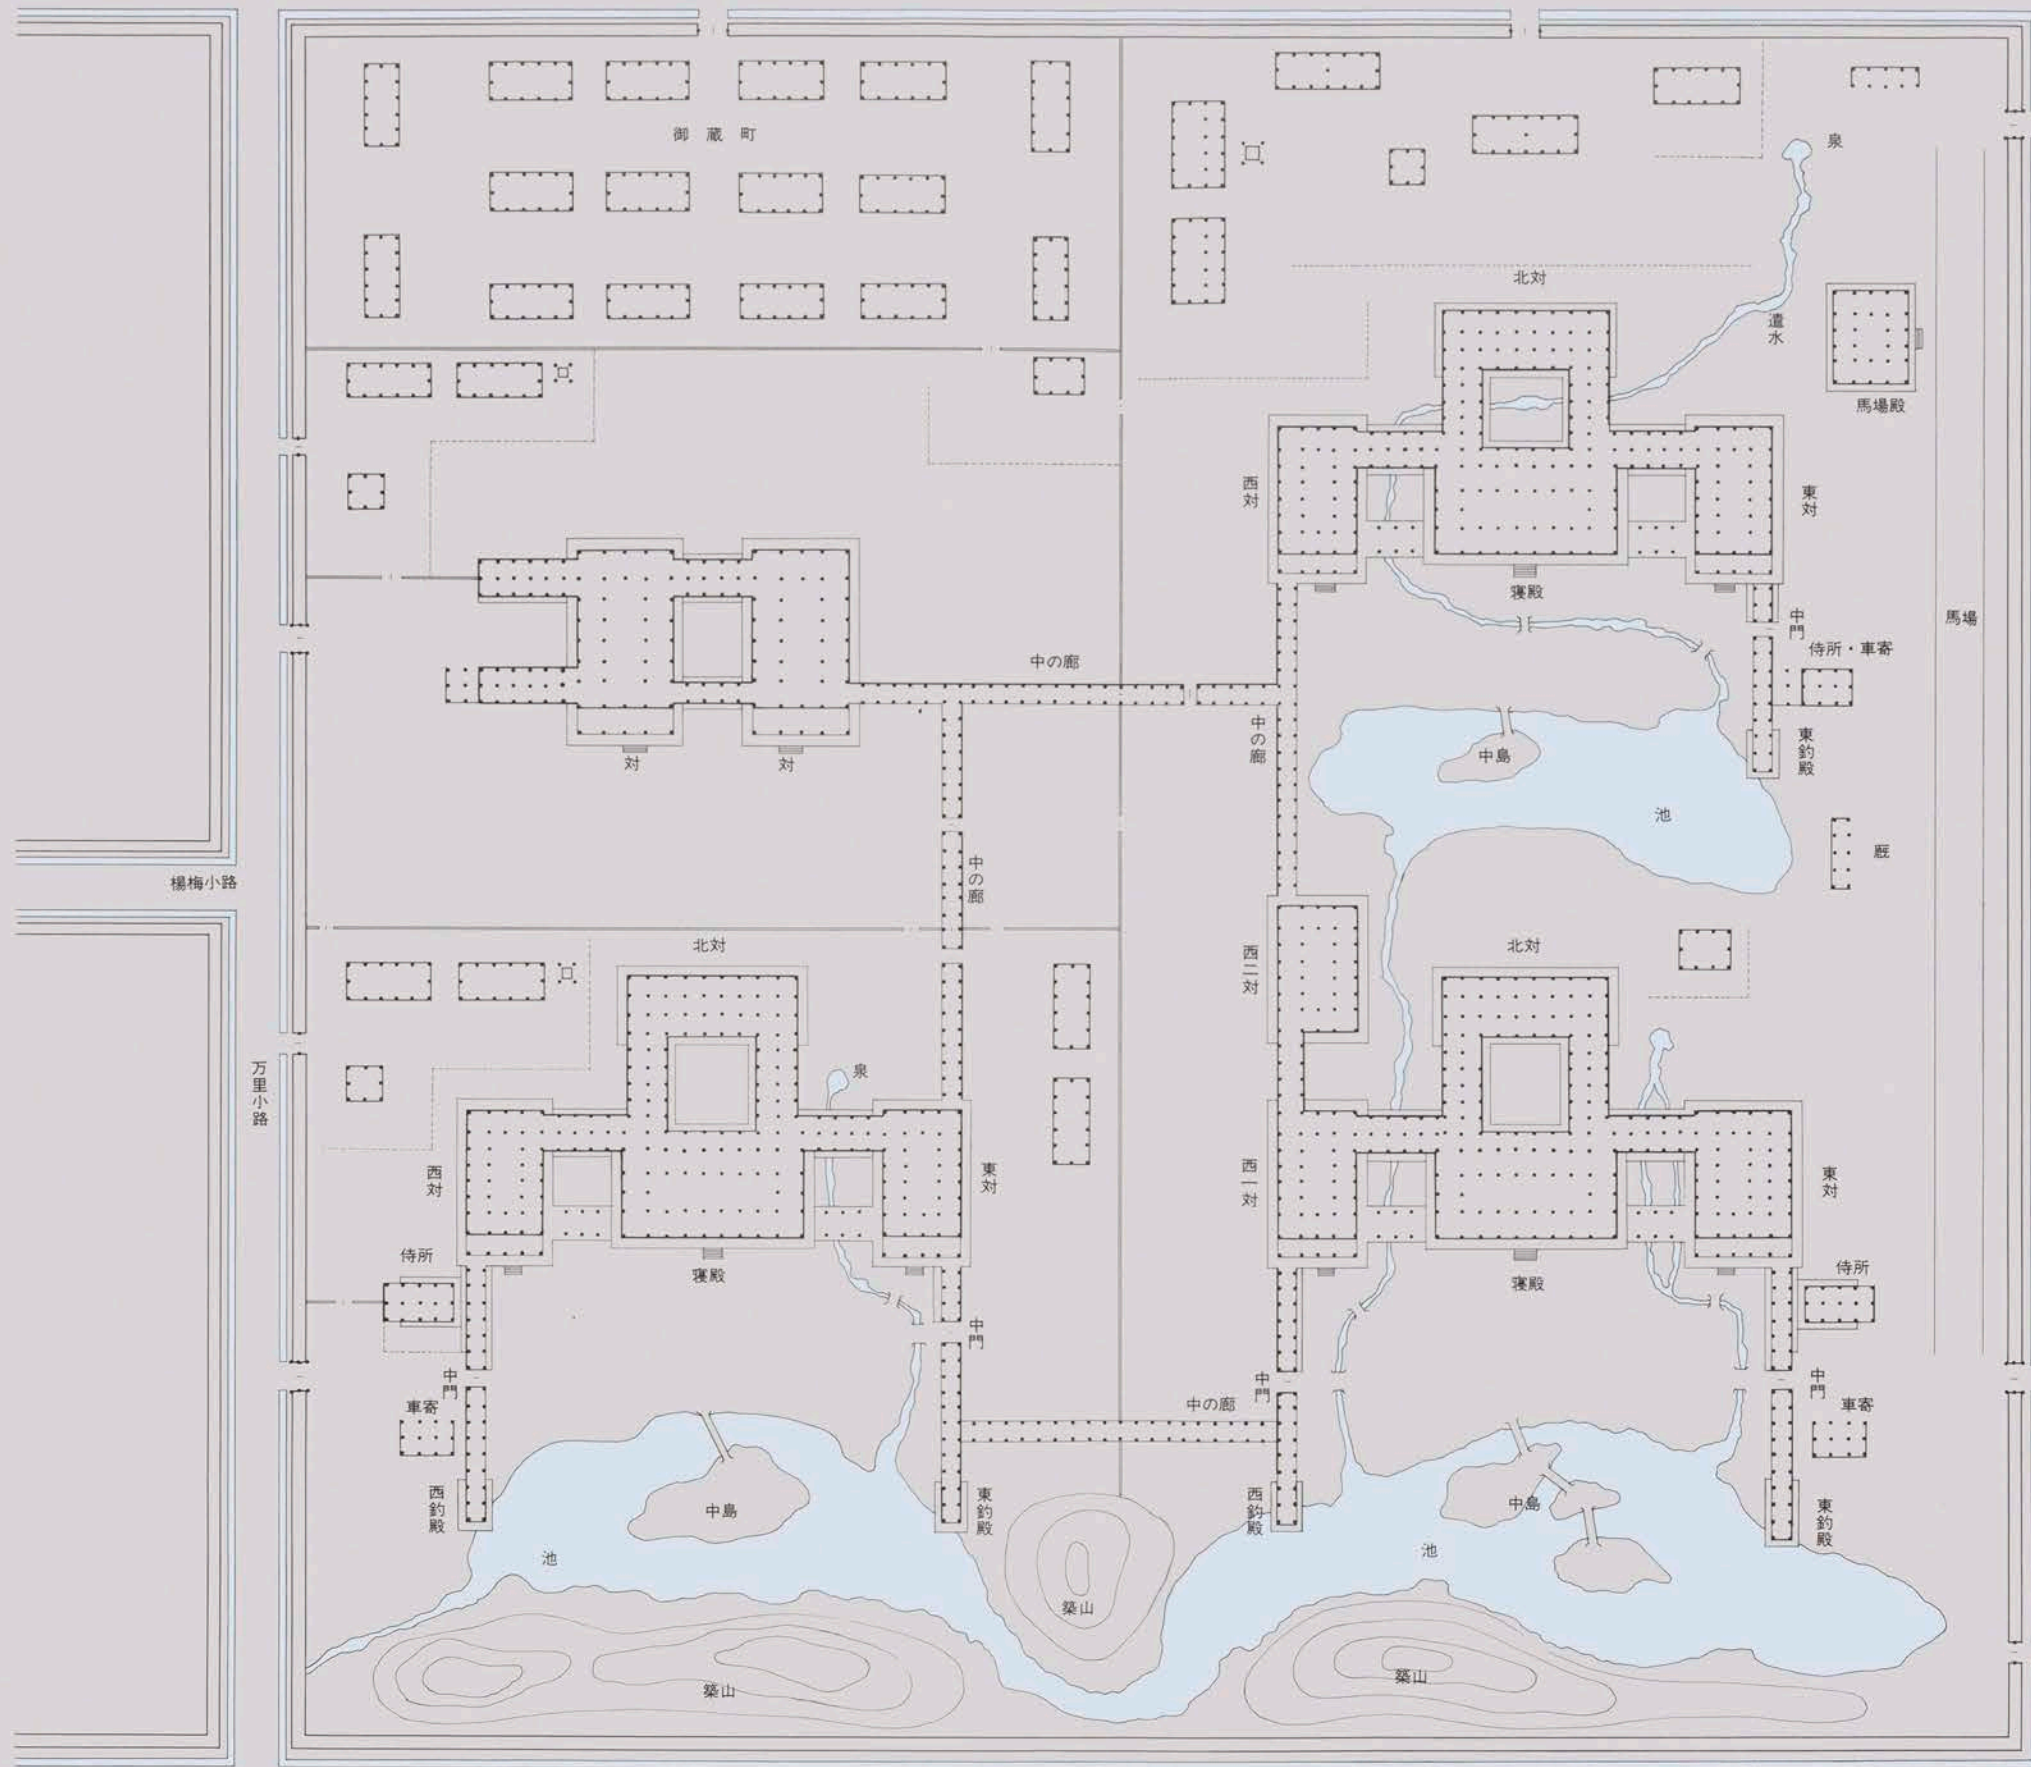 御蔵町
泉
北対
遣水
馬場殿
西対
東対
寝殿
中門
馬場
侍所・車寄
中の廊
中の廊
東釣殿
対
対
中島
池
中の廊
厩
楊梅小路
北対
西二対
北対
万里小路
泉
西対
東対
西一対
東対
侍所
寝殿
寝殿
侍所
中門
中門
中門
中門
車寄
中の廊
車寄
西釣殿
中島
東釣殿
西釣殿
中島
東釣殿
池
池
築山
築山
築山